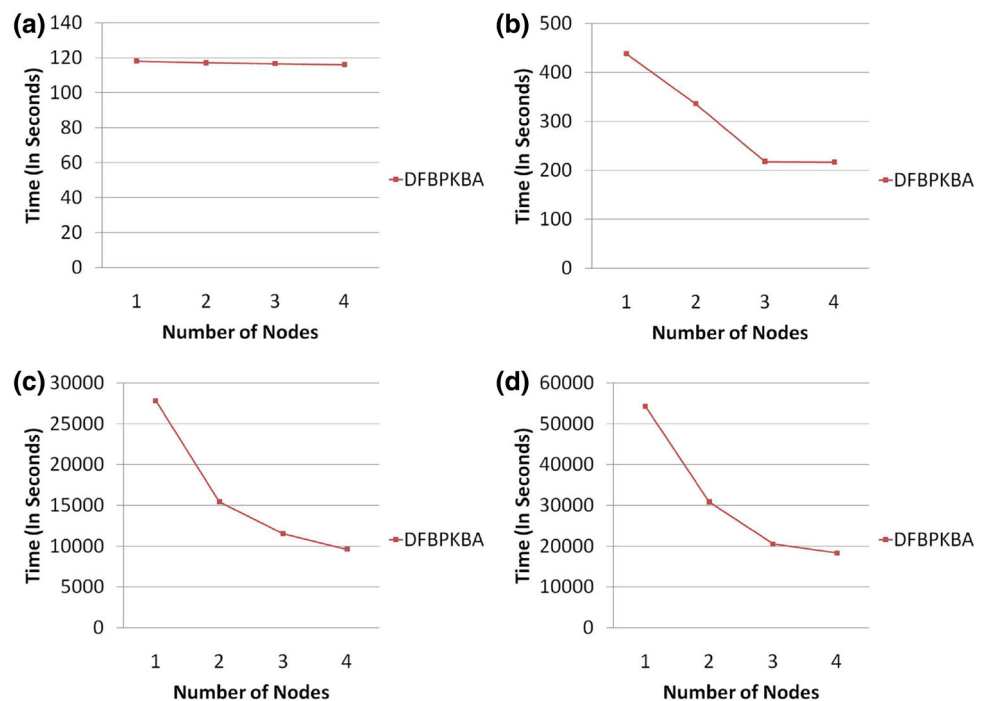 (a)
140
120
100
80
60
40
20
0
Time (In Seconds)
1 2 3 4
Number of Nodes
DFBPKBA
(b)
500
400
300
200
100
0
Time (In Seconds)
1 2 3 4
Number of Nodes
DFBPKBA
(c)
30000
25000
20000
15000
10000
5000
0
Time (In Seconds)
1 2 3 4
Number of Nodes
DFBPKBA
(d)
60000
50000
40000
30000
20000
10000
0
Time (In Seconds)
1 2 3 4
Number of Nodes
DFBPKBA